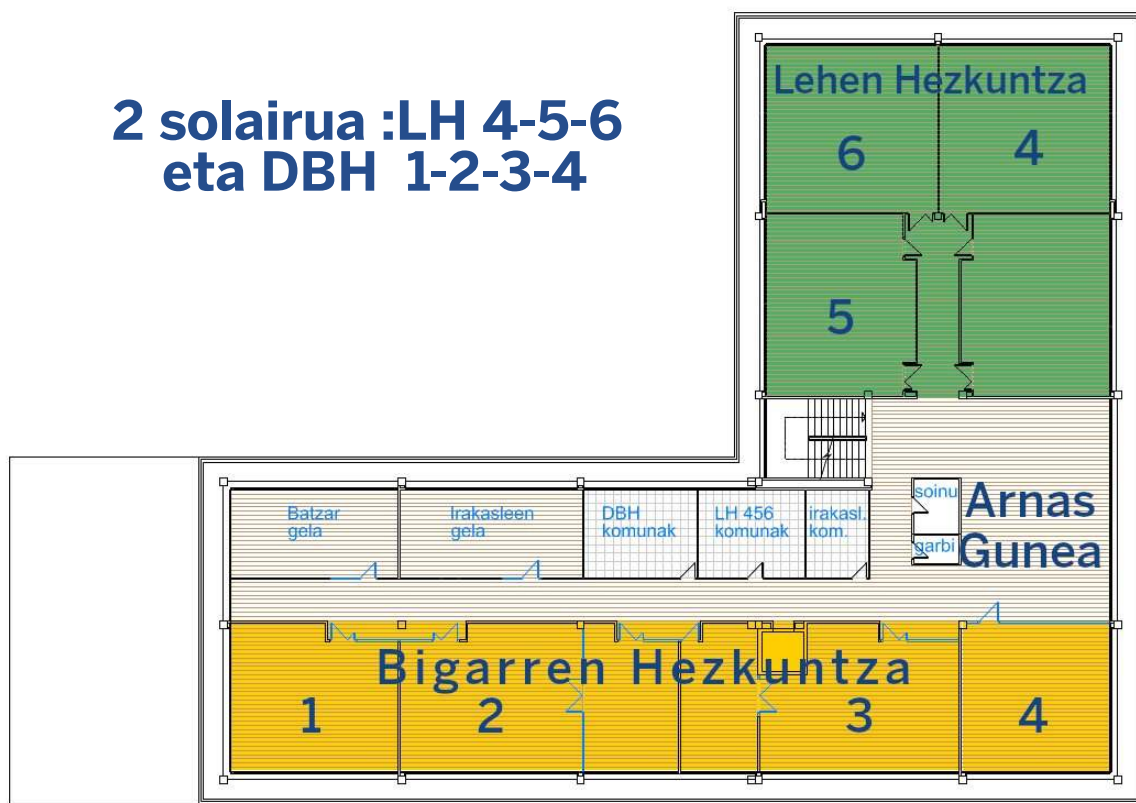 2 solairua :LH 4-5-6
eta DBH 1-2-3-4
Lehen Hezkuntza
6
4
5
soinu
garbi
Arnas
Gunea
Batzar
gela
Irakasleen
gela
DBH
komunak
LH 456
komunak
irakasl.
kom.
Bigarren Hezkuntza
1
2
3
4